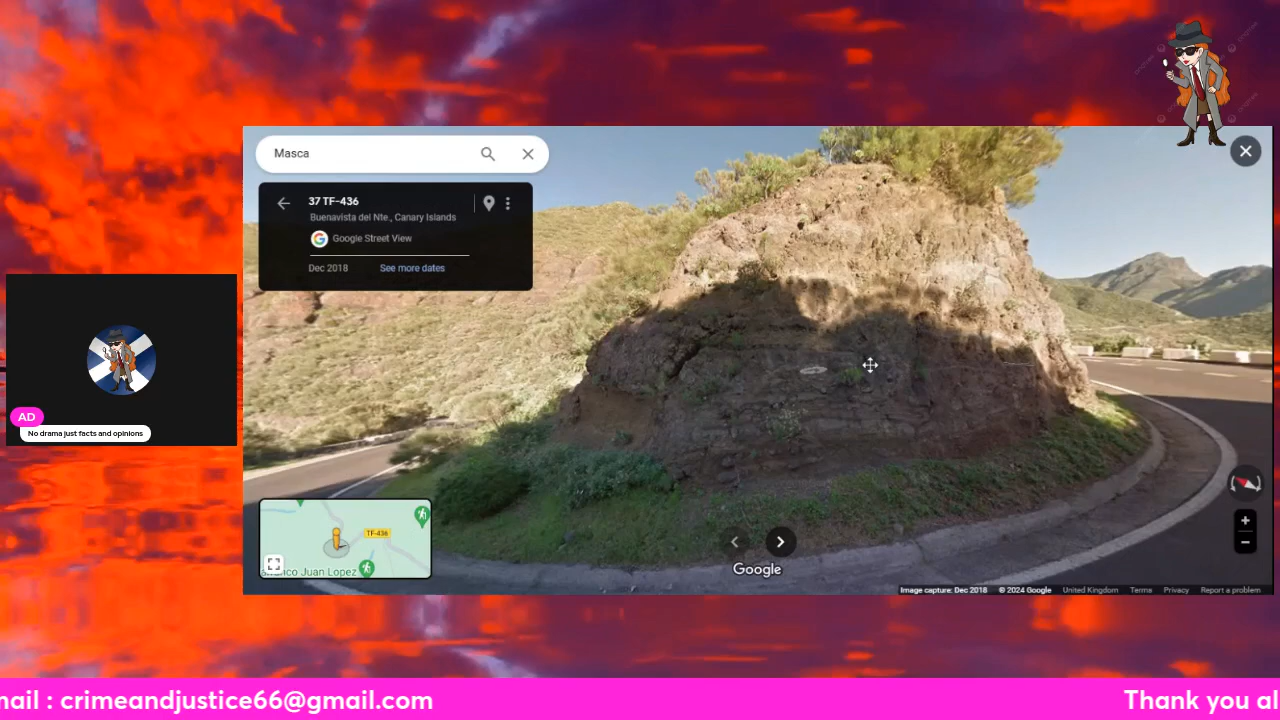 Masca
37 TF-436
Buenavista del Nte., Canary Islands
Google Street View
Dec 2018 See more dates
AD
No drama just facts and opinions
TF-436
nco Juan Lopez
Google
Image capture: Dec 2018 © 2024 Google United Kingdom Terms Privacy Report a problem
nail : crimeandjustice66@gmail.com
Thank you al